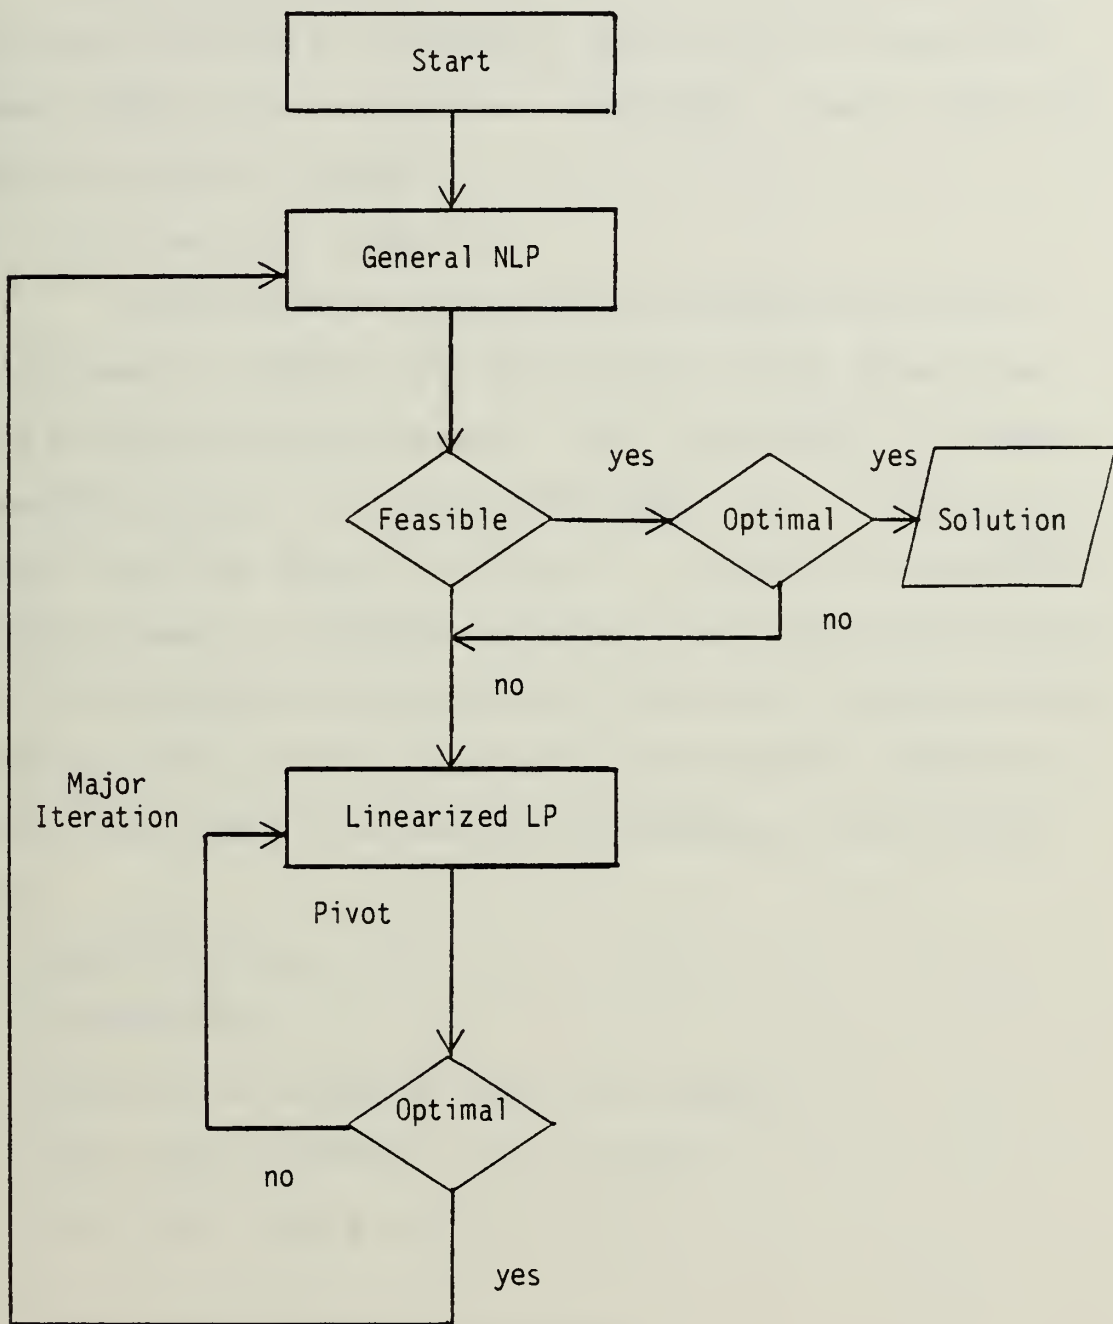 Start
General NLP
yes
yes
Feasible
Optimal
Solution
no
no
Major
Iteration
Linearized LP
Pivot
Optimal
no
yes